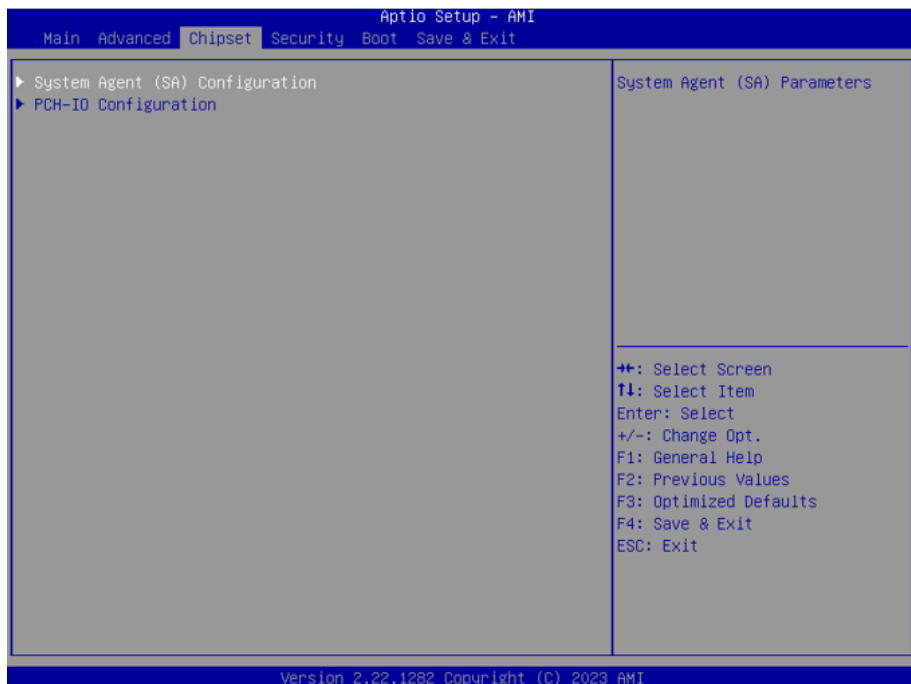 Aptio Setup – AMI
Main Advanced Chipset Security Boot Save & Exit
System Agent (SA) Configuration
PCH-IO Configuration
System Agent (SA) Parameters
→←: Select Screen
↑↓: Select Item
Enter: Select
+/-: Change Opt.
F1: General Help
F2: Previous Values
F3: Optimized Defaults
F4: Save & Exit
ESC: Exit
Version 2.22.1282 Copyright (C) 2023 AMI